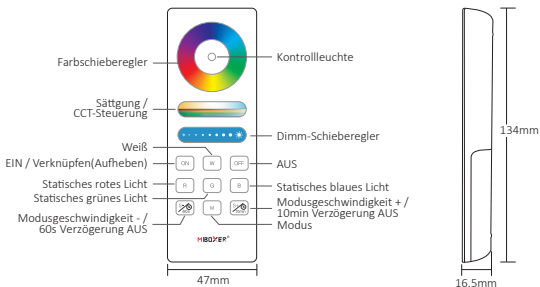 Farbschieberegler
Kontrollleuchte
Sättgung /
CCT-Steuerung
Dimm-Schieberegler
Weiß
EIN / Verknüpfen(Aufheben)
ON
W
OFF
AUS
Statisches rotes Licht
R
G
B
Statisches blaues Licht
Statisches grünes Licht
Modusgeschwindigkeit - /
60s Verzögerung AUS
M
Modusgeschwindigkeit + /
10min Verzögerung AUS
Modus
MiBOXER®
47mm
134mm
16.5mm